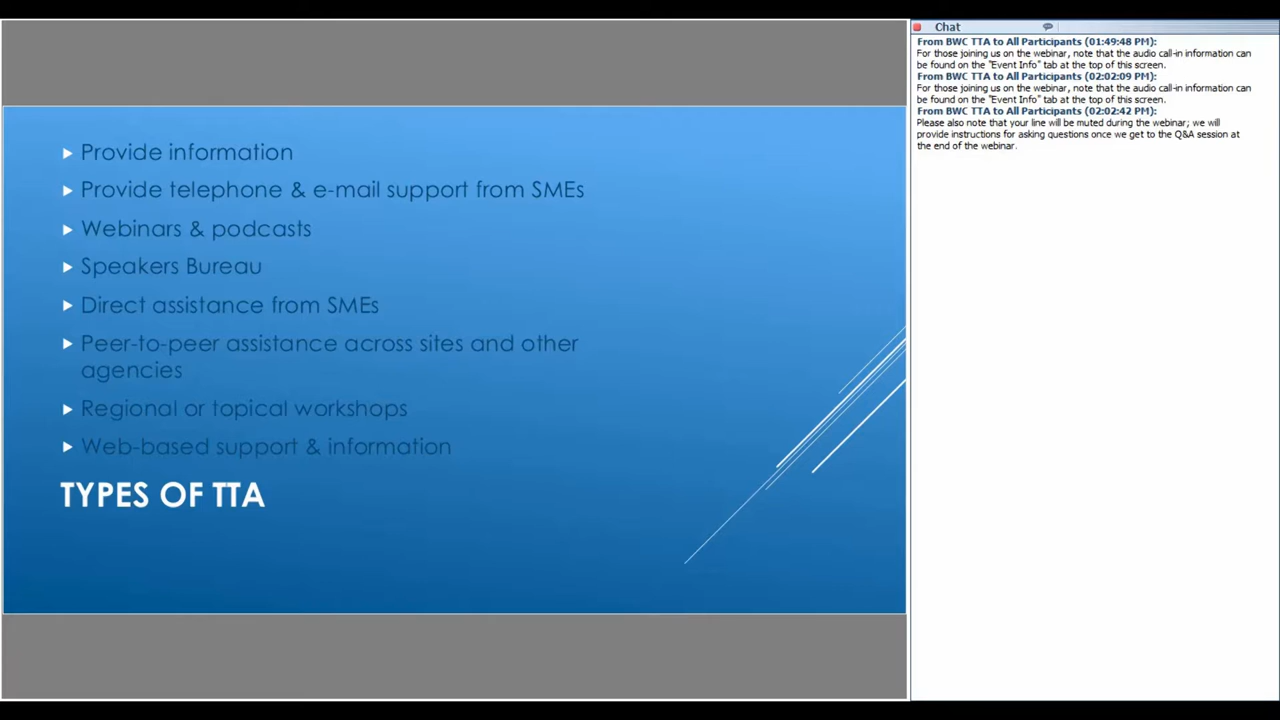 Provide information
Provide telephone & e-mail support from SMEs
Webinars & podcasts
Speakers Bureau
Direct assistance from SMEs
Peer-to-peer assistance across sites and other
agencies
Regional or topical workshops
Web-based support & information
TYPES OF TTA
Chat
From BWC TTA to All Participants (01:49:48 PM):
For those joining us on the webinar, note that the audio call-in information can
be found on the "Event Info" tab at the top of this screen.
From BWC TTA to All Participants (02:02:09 PM):
For those joining us on the webinar, note that the audio call-in information can
be found on the "Event Info" tab at the top of this screen.
From BWC TTA to All Participants (02:02:42 PM):
Please also note that your line will be muted during the webinar; we will
provide instructions for asking questions once we get to the Q&A session at
the end of the webinar.